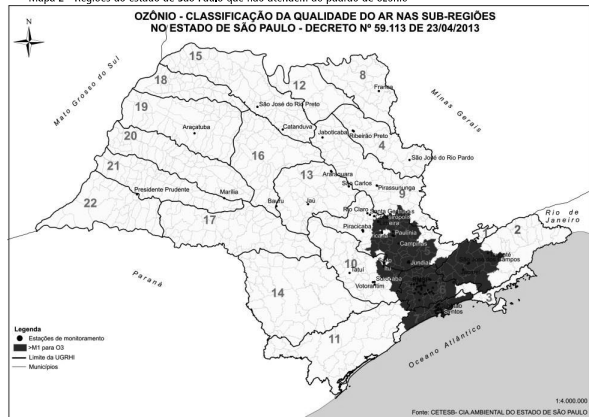 Mapa 2 - Regiões do estado de São Paulo que não atendem ao padrão de ozônio
OZÔNIO - CLASSIFICAÇÃO DA QUALIDADE DO AR NAS SUB-REGIÕES
NO ESTADO DE SÃO PAULO - DECRETO Nº 59.113 DE 23/04/2013
N
Mato Grosso do Sul
Minas Gerais
15
18
12
8
Franca
São José do Rio Preto
19
Catanduva
Jaboticabal
Ribeirão Preto
Araçatuba
4
20
16
São José do Rio Pardo
Araraquara
21
13
São Carlos
Pirassununga
Presidente Prudente
Marília
9
22
Bauru
Jaú
17
Rio Claro
Rio de
Janeiro
2
1
Piracicaba
Paulínia
Campinas
10
Jundiaí
Tatuí
Itu
Sorocaba
Votorantim
6
3
Paraná
14
7
Santos
11
Oceano Atlântico
Legenda
Estações de monitoramento
>M1 para O3
Limite da UGRHI
Municípios
1:4.000.000
Fonte: CETESB- CIA.AMBIENTAL DO ESTADO DE SÃO PAULO